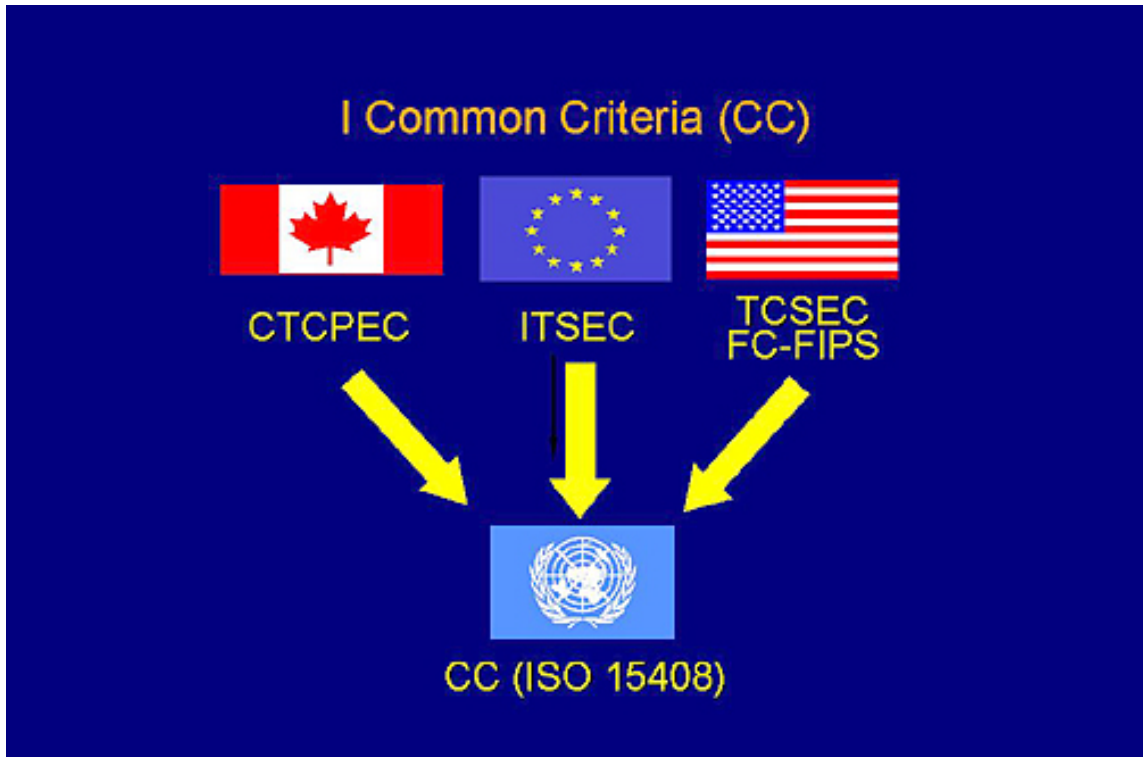 I Common Criteria (CC)
CTCPEC
ITSEC
TCSEC
FC-FIPS
CC (ISO 15408)